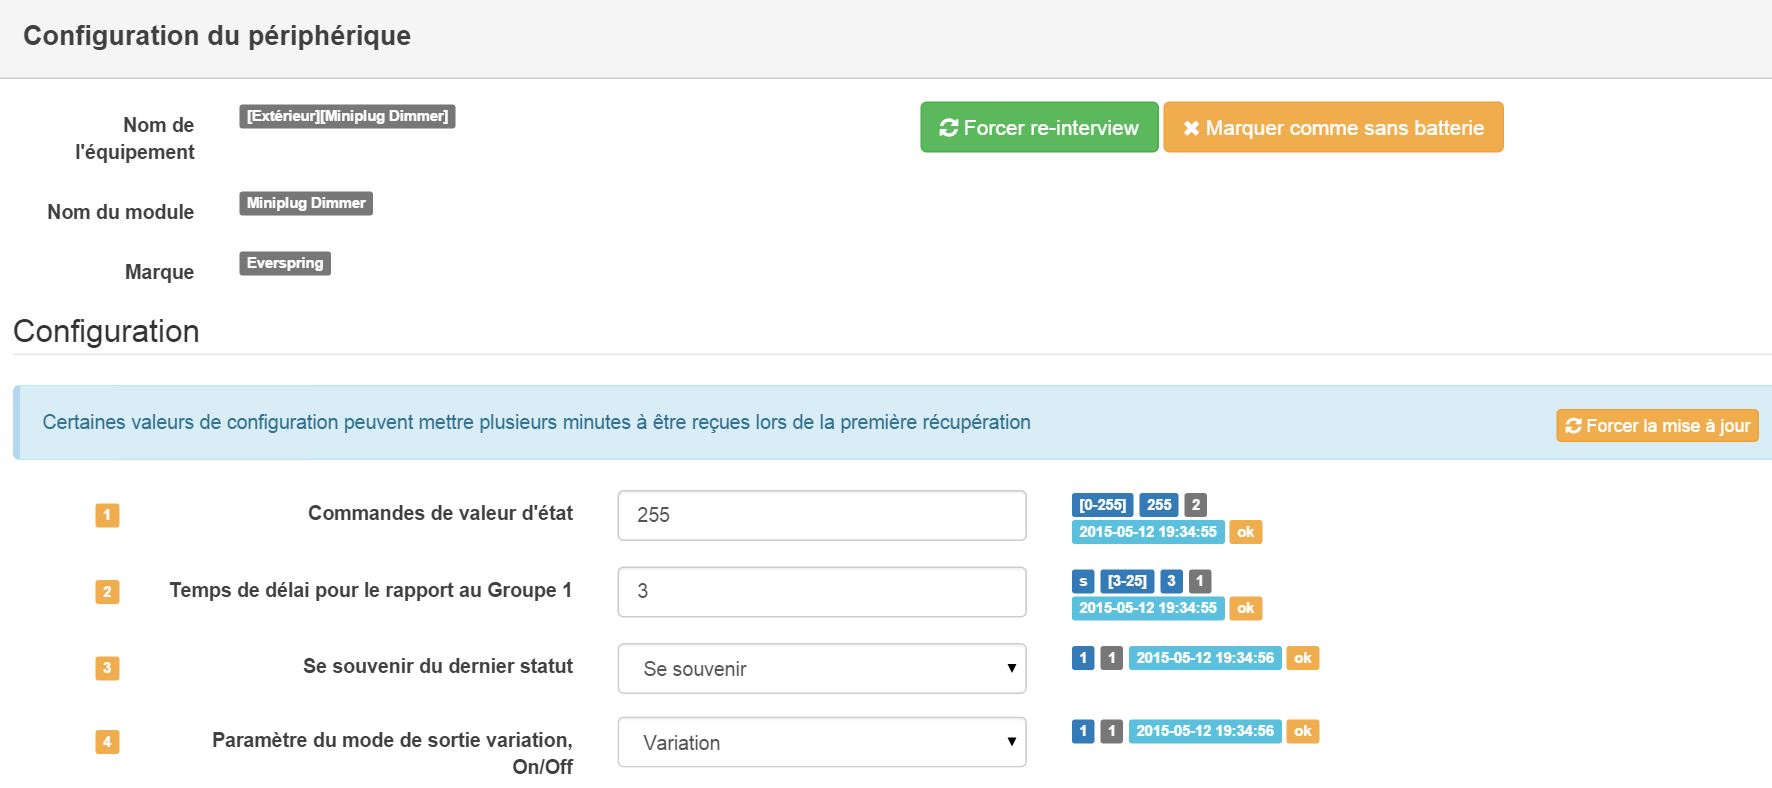 Configuration du périphérique
Nom de
l'équipement
[Extérieur][Miniplug Dimmer]
Forcer re-interview
Marquer comme sans batterie
Nom du module
Miniplug Dimmer
Marque
Everspring
Configuration
Certaines valeurs de configuration peuvent mettre plusieurs minutes à être reçues lors de la première récupération
Forcer la mise à jour
1 Commandes de valeur d'état 255 [0-255] 255 2
2015-05-12 19:34:55 ok
2 Temps de délai pour le rapport au Groupe 1 3 s [3-25] 3 1
2015-05-12 19:34:55 ok
3 Se souvenir du dernier statut Se souvenir 1 1 2015-05-12 19:34:56 ok
4 Paramètre du mode de sortie variation, Variation 1 1 2015-05-12 19:34:56 ok
On/Off